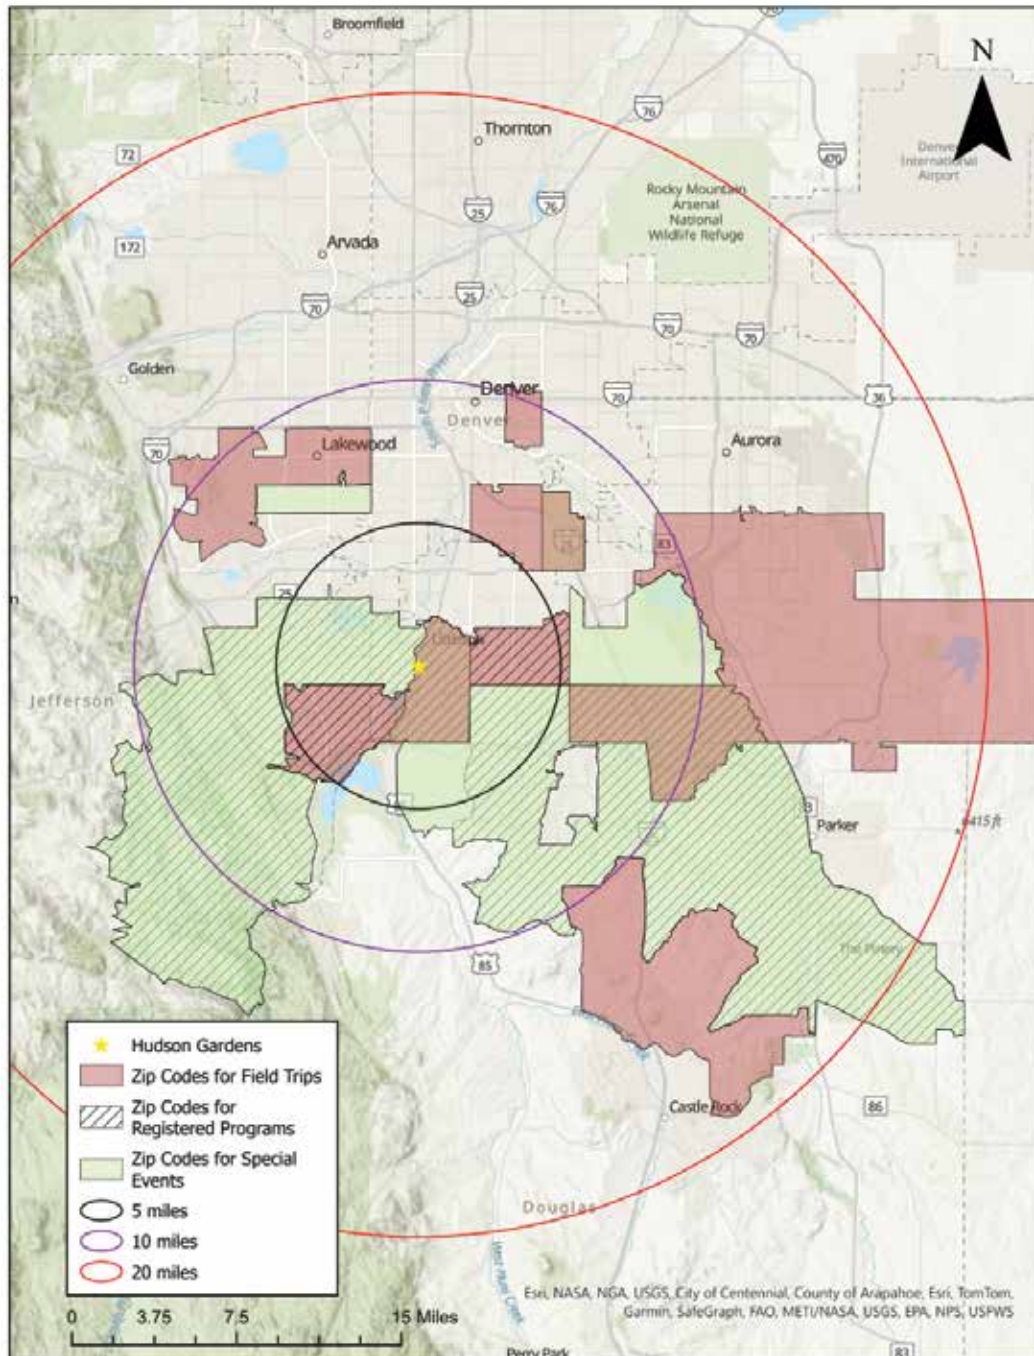 Broomfield
76
N
76
Thornton
72
470
Denver
International
Airport
Rocky Mountain
Arsenal
National
Wildlife Refuge
25
76
172
Arvada
25
70
70
70
Golden
Denver
70
36
Denver
Lakewood
70
Aurora
25
83
25
Jefferson
Parker
The Pinery
85
Hudson Gardens
Zip Codes for Field Trips
Zip Codes for
Registered Programs
Zip Codes for Special
Events
5 miles
10 miles
20 miles
Castle Rock
86
Douglas
West Plum Creek
Esri, NASA, NGA, USGS, City of Centennial, County of Arapahoe, Esri, TomTom,
Garmin, SafeGraph, FAO, METI/NASA, USGS, EPA, NPS, USFWS
0 3.75 7.5 15 Miles
Perry Park
83